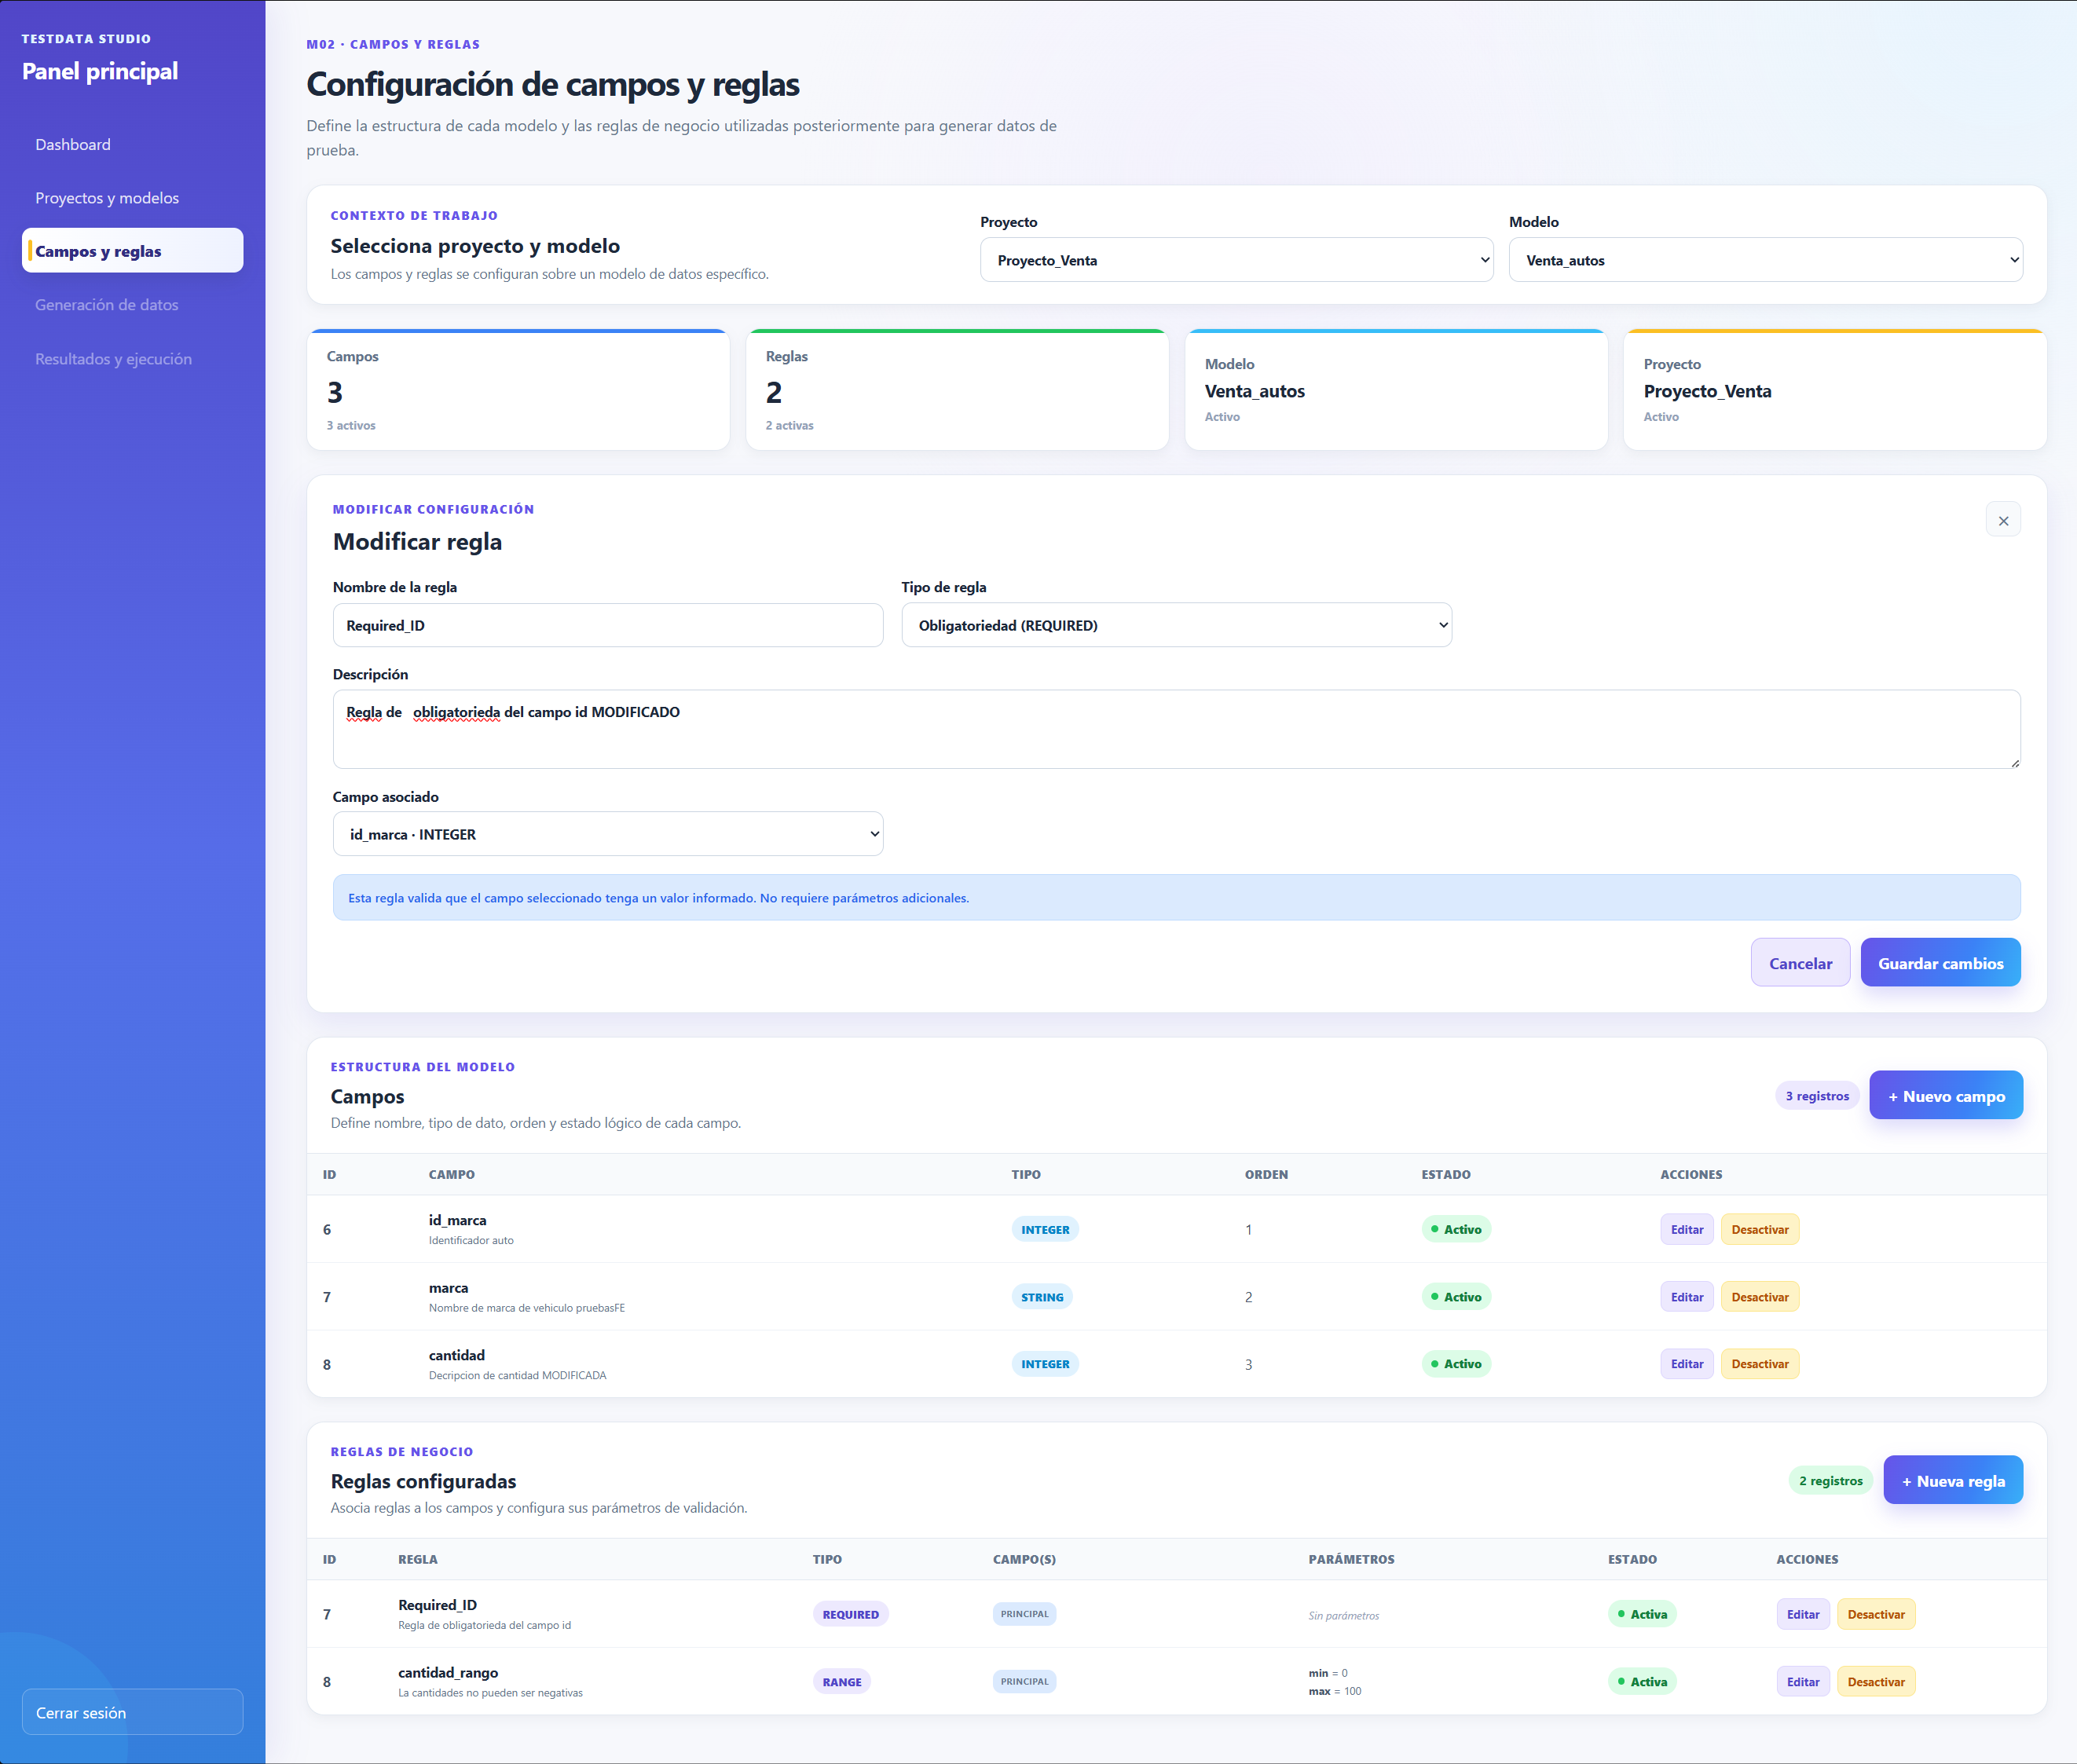 TESTDATA STUDIO
Panel principal
Dashboard
Proyectos y modelos
Campos y reglas
Generación de datos
Resultados y ejecución
Cerrar sesión
M02 · CAMPOS Y REGLAS
Configuración de campos y reglas
Define la estructura de cada modelo y las reglas de negocio utilizadas posteriormente para generar datos de
prueba.
CONTEXTO DE TRABAJO
Selecciona proyecto y modelo
Los campos y reglas se configuran sobre un modelo de datos específico.
Proyecto
Proyecto_Venta
Modelo
Venta_autos
Campos
3
3 activos
Reglas
2
2 activas
Modelo
Venta_autos
Activo
Proyecto
Proyecto_Venta
Activo
MODIFICAR CONFIGURACIÓN
Modificar regla
×
Nombre de la regla
Required_ID
Tipo de regla
Obligatoriedad (REQUIRED)
Descripción
Regla de   obligatorieda del campo id MODIFICADO
Campo asociado
id_marca · INTEGER
Esta regla valida que el campo seleccionado tenga un valor informado. No requiere parámetros adicionales.
Cancelar
Guardar cambios
ESTRUCTURA DEL MODELO
Campos
Define nombre, tipo de dato, orden y estado lógico de cada campo.
3 registros
+ Nuevo campo
ID CAMPO TIPO ORDEN ESTADO ACCIONES
6 id_marca INTEGER 1 Activo Editar Desactivar
Identificador auto
7 marca STRING 2 Activo Editar Desactivar
Nombre de marca de vehiculo pruebasFE
8 cantidad INTEGER 3 Activo Editar Desactivar
Decripcion de cantidad MODIFICADA
REGLAS DE NEGOCIO
Reglas configuradas
Asocia reglas a los campos y configura sus parámetros de validación.
2 registros
+ Nueva regla
ID REGLA TIPO CAMPO(S) PARÁMETROS ESTADO ACCIONES
7 Required_ID REQUIRED PRINCIPAL Sin parámetros Activa Editar Desactivar
Regla de obligatorieda del campo id
8 cantidad_rango RANGE PRINCIPAL min = 0 Activa Editar Desactivar
La cantidades no pueden ser negativas max = 100